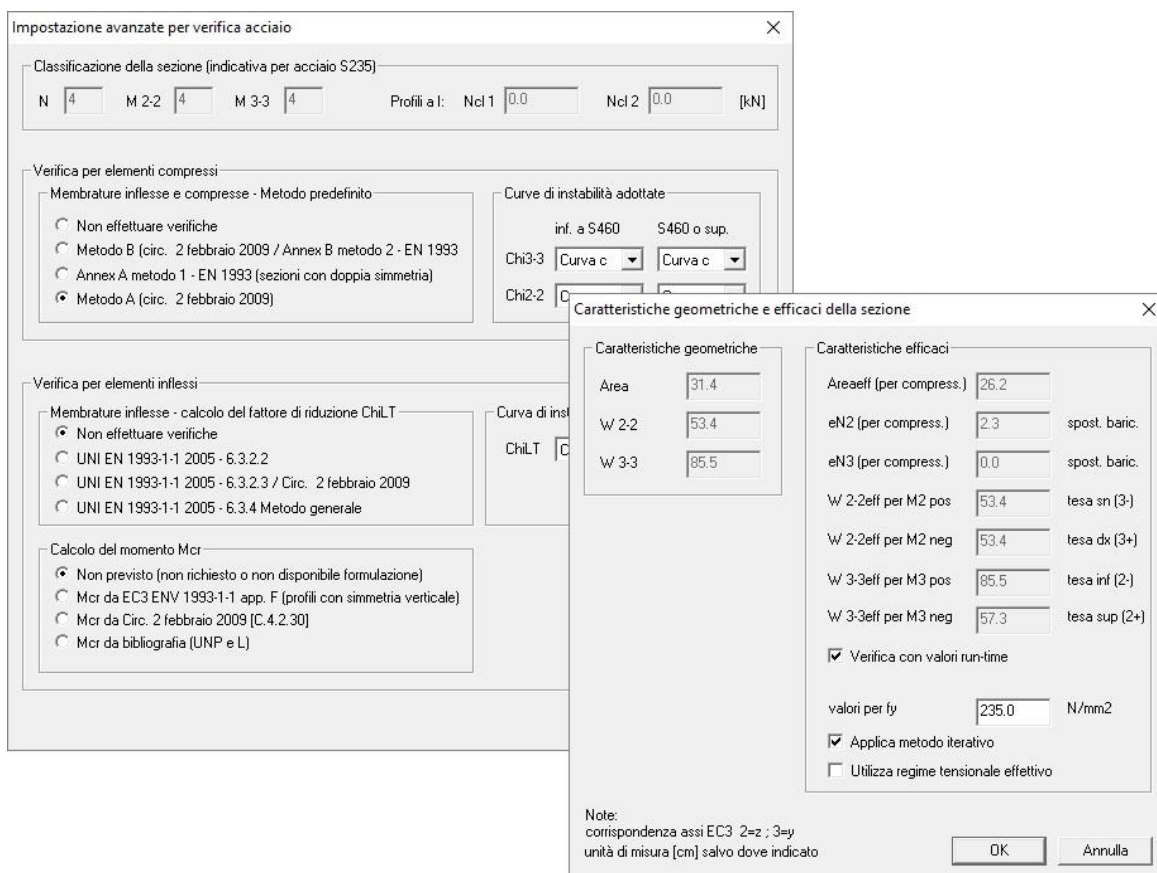 Impostazione avanzate per verifica acciaio
Classificazione della sezione (indicativa per acciaio S235)
N 4 M 2-2 4 M 3-3 4 Profili a I: Ncl 1 0.0 Ncl 2 0.0 [kN]
Verifica per elementi compressi
Membrature inflesse e compresse - Metodo predefinito
Non effettuare verifiche
Metodo B (circ. 2 febbraio 2009 / Annex B metodo 2 - EN 1993
Annex A metodo 1 - EN 1993 (sezioni con doppia simmetria)
Metodo A (circ. 2 febbraio 2009)
Curve di instabilità adottate
inf. a S460 S460 o sup.
Chi3-3 Curva c Curva c
Chi2-2
Verifica per elementi inflessi
Membrature inflesse - calcolo del fattore di riduzione ChiLT
Non effettuare verifiche
UNI EN 1993-1-1 2005 - 6.3.2.2
UNI EN 1993-1-1 2005 - 6.3.2.3 / Circ. 2 febbraio 2009
UNI EN 1993-1-1 2005 - 6.3.4 Metodo generale
Curva di inst
ChiLT C
Calcolo del momento Mcr
Non previsto (non richiesto o non disponibile formulazione)
Mcr da EC3 ENV 1993-1-1 app. F (profili con simmetria verticale)
Mcr da Circ. 2 febbraio 2009 [C.4.2.30]
Mcr da bibliografia (UNP e L)
Caratteristiche geometriche e efficaci della sezione
Caratteristiche geometriche
Area 31.4
W 2-2 53.4
W 3-3 85.5
Caratteristiche efficaci
Areaeff (per compress.) 26.2
eN2 (per compress.) 2.3 spost. baric.
eN3 (per compress.) 0.0 spost. baric.
W 2-2eff per M2 pos 53.4 tesa sn (3-)
W 2-2eff per M2 neg 53.4 tesa dx (3+)
W 3-3eff per M3 pos 85.5 tesa inf (2-)
W 3-3eff per M3 neg 57.3 tesa sup (2+)
Verifica con valori run-time
valori per fy 235.0 N/mm2
Applica metodo iterativo
Utilizza regime tensionale effettivo
Note:
corrispondenza assi EC3 2=z ; 3=y
unità di misura [cm] salvo dove indicato
OK Annulla